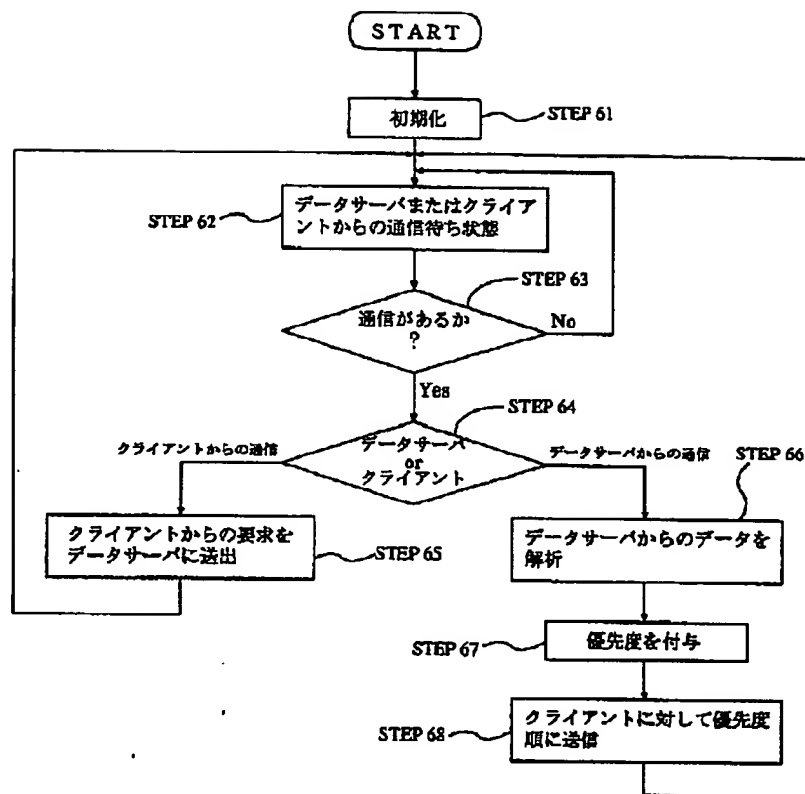 START
初期化
STEP 61
データサーバまたはクライア
ントからの通信待ち状態
STEP 62
STEP 63
通信があるか
?
No
Yes
STEP 64
クライアントからの通信
データサーバ
or
クライアント
データサーバからの通信
STEP 66
クライアントからの要求を
データサーバに送出
STEP 65
データサーバからのデータを
解析
優先度を付与
STEP 67
クライアントに対して優先度
順に送信
STEP 68